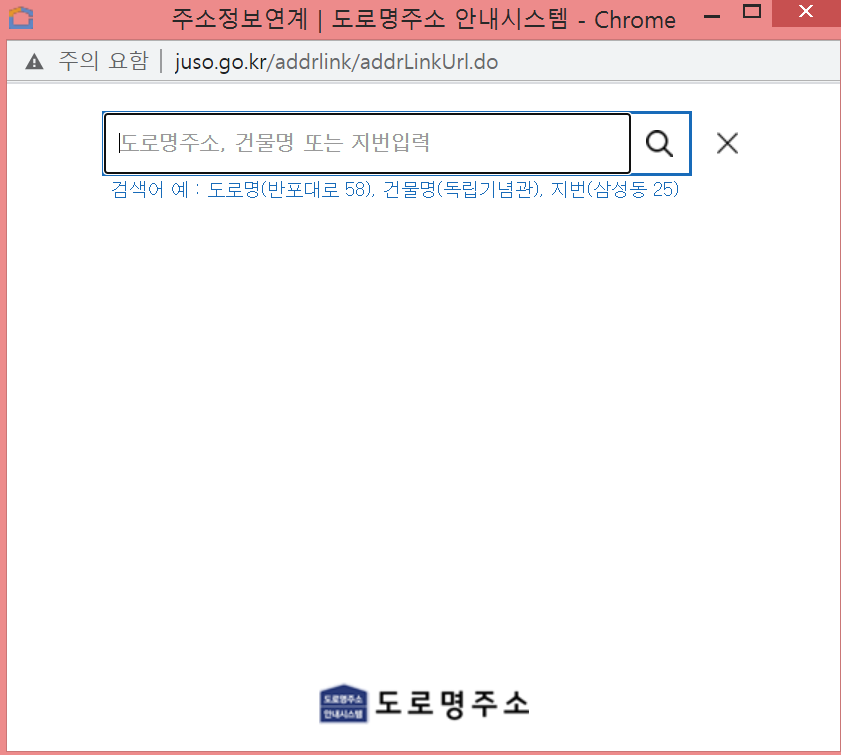 주소정보연계 | 도로명주소 안내시스템 - Chrome
주의 요함 | juso.go.kr/addrlink/addrLinkUrl.do
도로명주소, 건물명 또는 지번입력
검색어 예 : 도로명(반포대로 58), 건물명(독립기념관), 지번(삼성동 25)
도로명주소
안내시스템
도로명주소